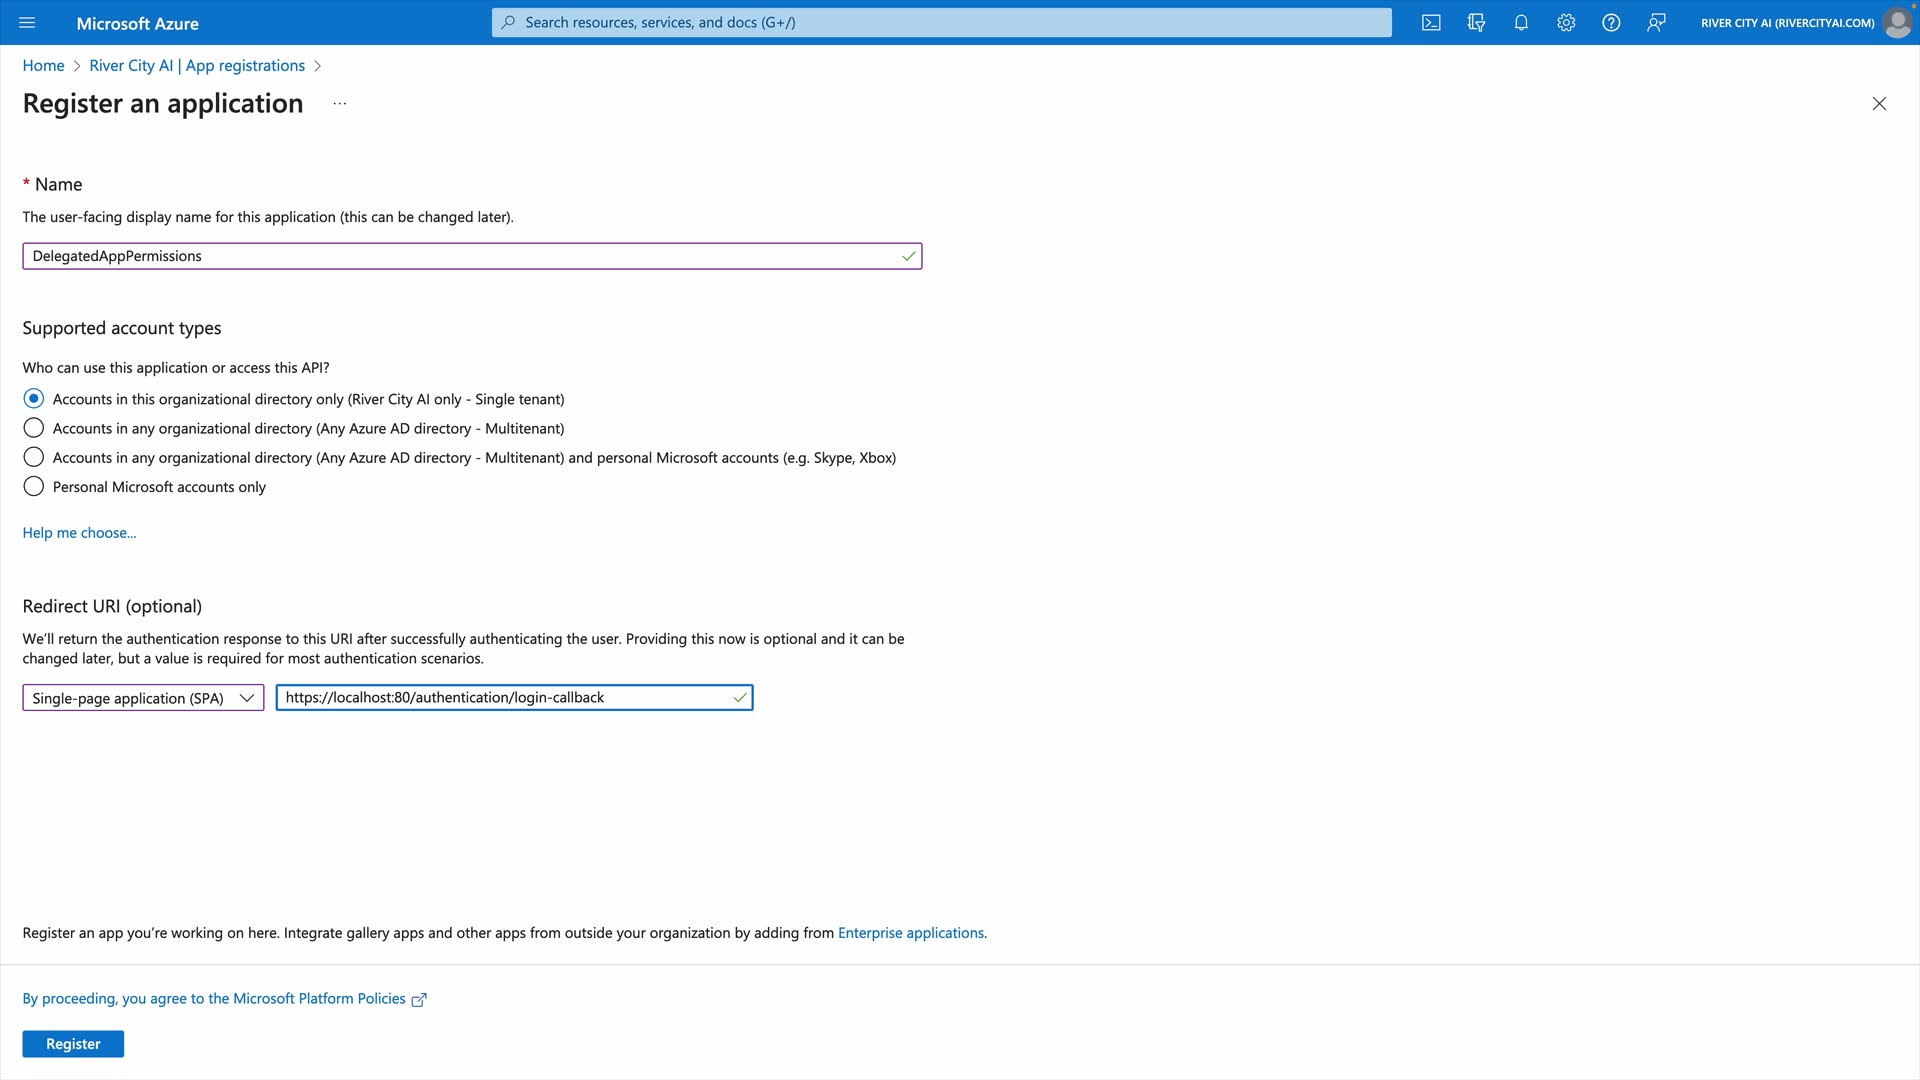 Microsoft Azure
Search resources, services, and docs (G+/)
RIVER CITY AI (RIVERCITYAI.COM)
Home > River City AI | App registrations >
Register an application ...
* Name
The user-facing display name for this application (this can be changed later).
DelegatedAppPermissions
Supported account types
Who can use this application or access this API?
Accounts in this organizational directory only (River City AI only - Single tenant)
Accounts in any organizational directory (Any Azure AD directory - Multitenant)
Accounts in any organizational directory (Any Azure AD directory - Multitenant) and personal Microsoft accounts (e.g. Skype, Xbox)
Personal Microsoft accounts only
Help me choose...
Redirect URI (optional)
We'll return the authentication response to this URI after successfully authenticating the user. Providing this now is optional and it can be
changed later, but a value is required for most authentication scenarios.
Single-page application (SPA)
https://localhost:80/authentication/login-callback
Register an app you're working on here. Integrate gallery apps and other apps from outside your organization by adding from Enterprise applications.
By proceeding, you agree to the Microsoft Platform Policies
Register